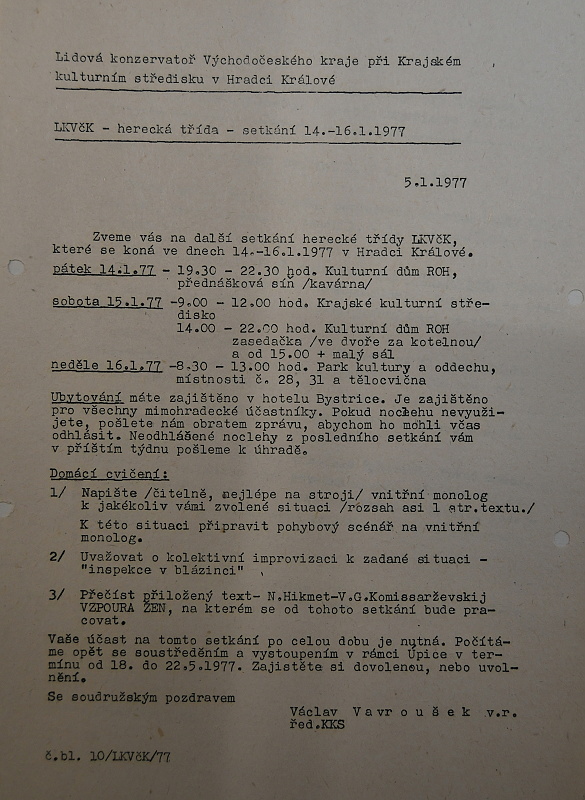 Lidová konzervatoř Východočeského kraje při Krajském
kulturním středisku v Hradci Králové
LKVčK - herecká třída - setkání 14.-16.1.1977
5.1.1977
Zveme vás na další setkání herecké třídy LKVčK,
které se koná ve dnech 14.-16.1.1977 v Hradci Králové.
pátek 14.1.77 - 19.30 - 22.30 hod. Kulturní dům ROH,
přednášková síň /kavárna/
sobota 15.1.77 -9.00 - 12.00 hod. Krajské kulturní stře-
disko
14.00 - 22.00 hod. Kulturní dům ROH
zasedačka /ve dvoře za kotelnou/
a od 15.00 + malý sál
neděle 16.1.77 -8.30 - 13.00 hod. Park kultury a oddechu,
místnosti č. 28, 31 a tělocvična
Ubytování máte zajištěno v hotelu Bystrice. Je zajištěno
pro všechny mimohradecké účastníky. Pokud nocľehu nevyuži-
jete, pošlete nám obratem zprávu, abychom ho mohli včas
odhlásit. Neodhlášené noclehy z posledního setkání vám
v příštím týdnu pošleme k úhradě.
Domácí cvičení:
1/ Napište /čitelně, nejlépe na stroji/ vnitřní monolog
k jakékoliv vámi zvolené situaci /rozsah asi 1 str.textu./
K této situaci připravit pohybový scénář na vnitřní
monolog.
2/ Uvažovat o kolektivní improvizaci k zadané situaci -
"inspekce v blázinci"
3/ Přečíst přiložený text- N.Hikmet-V.G.Komissarževskij
VZPOURA ŽEN, na kterém se od tohoto setkání bude pra-
covat.
Vaše účast na tomto setkání po celou dobu je nutná. Počítá-
me opět se soustředěním a vystoupením v rámci Úpice v ter-
mínu od 18. do 22.5.1977. Zajistěte si dovolenou, nebo uvol-
nění.
Se soudružským pozdravem
Václav Vavroušek v.r.
řed.KKS
č.bl. 10/LKVčK/77